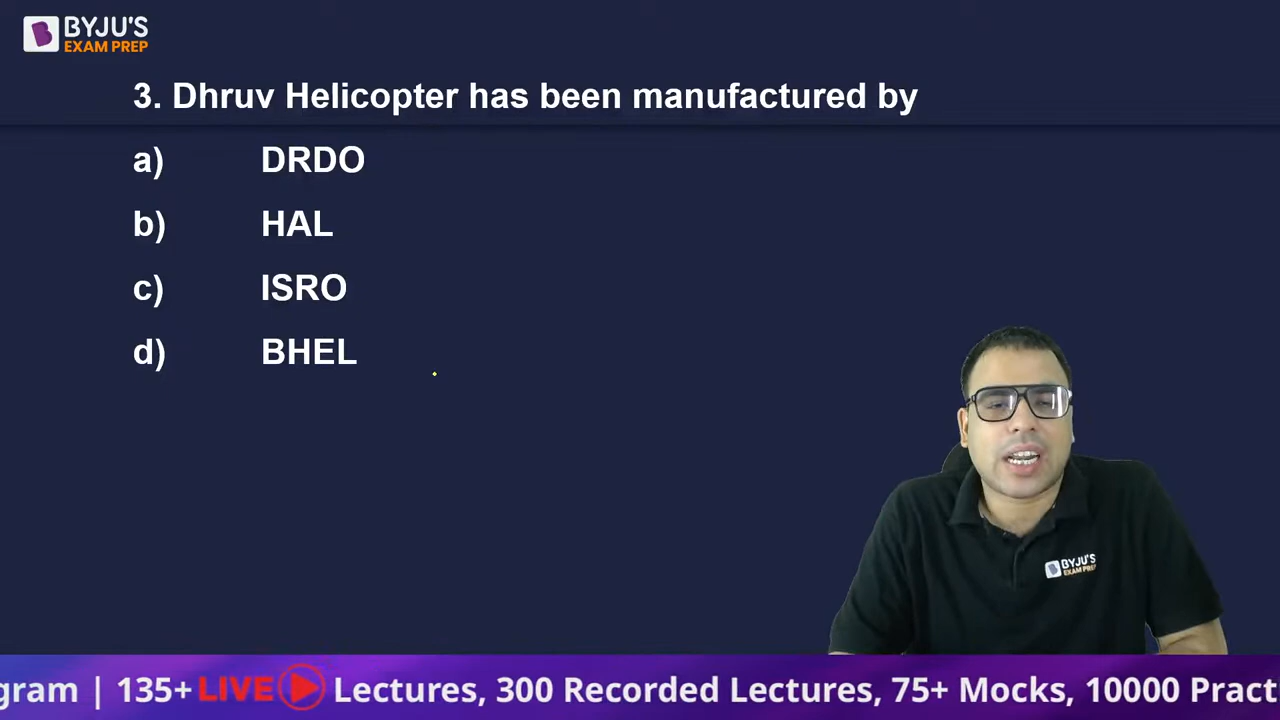 BYJU'S
EXAM PREP
3. Dhruv Helicopter has been manufactured by
a) DRDO
b) HAL
c) ISRO
d) BHEL
BYJU'S
EXAM PREP
gram | 135+ LIVE Lectures, 300 Recorded Lectures, 75+ Mocks, 10000 Pract